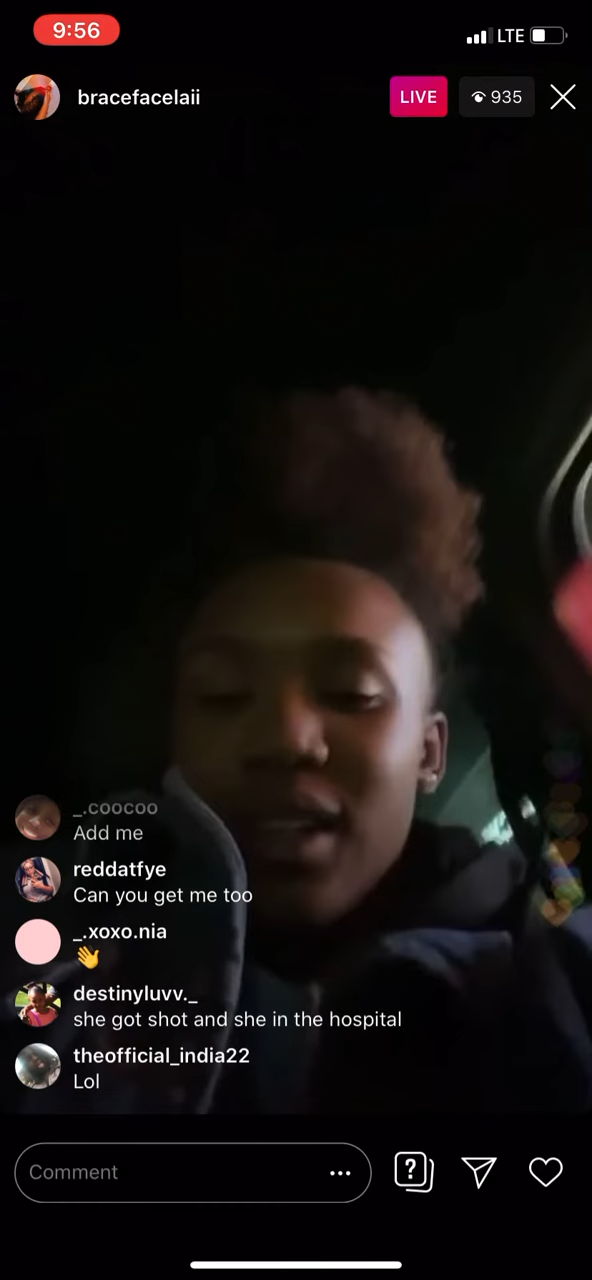 9:56
LTE
bracefacelaii
LIVE
935
_.coocoo
Add me
reddatfye
Can you get me too
_.xoxo.nia
👋
destinyluvv._
she got shot and she in the hospital
theofficial_india22
Lol
Comment